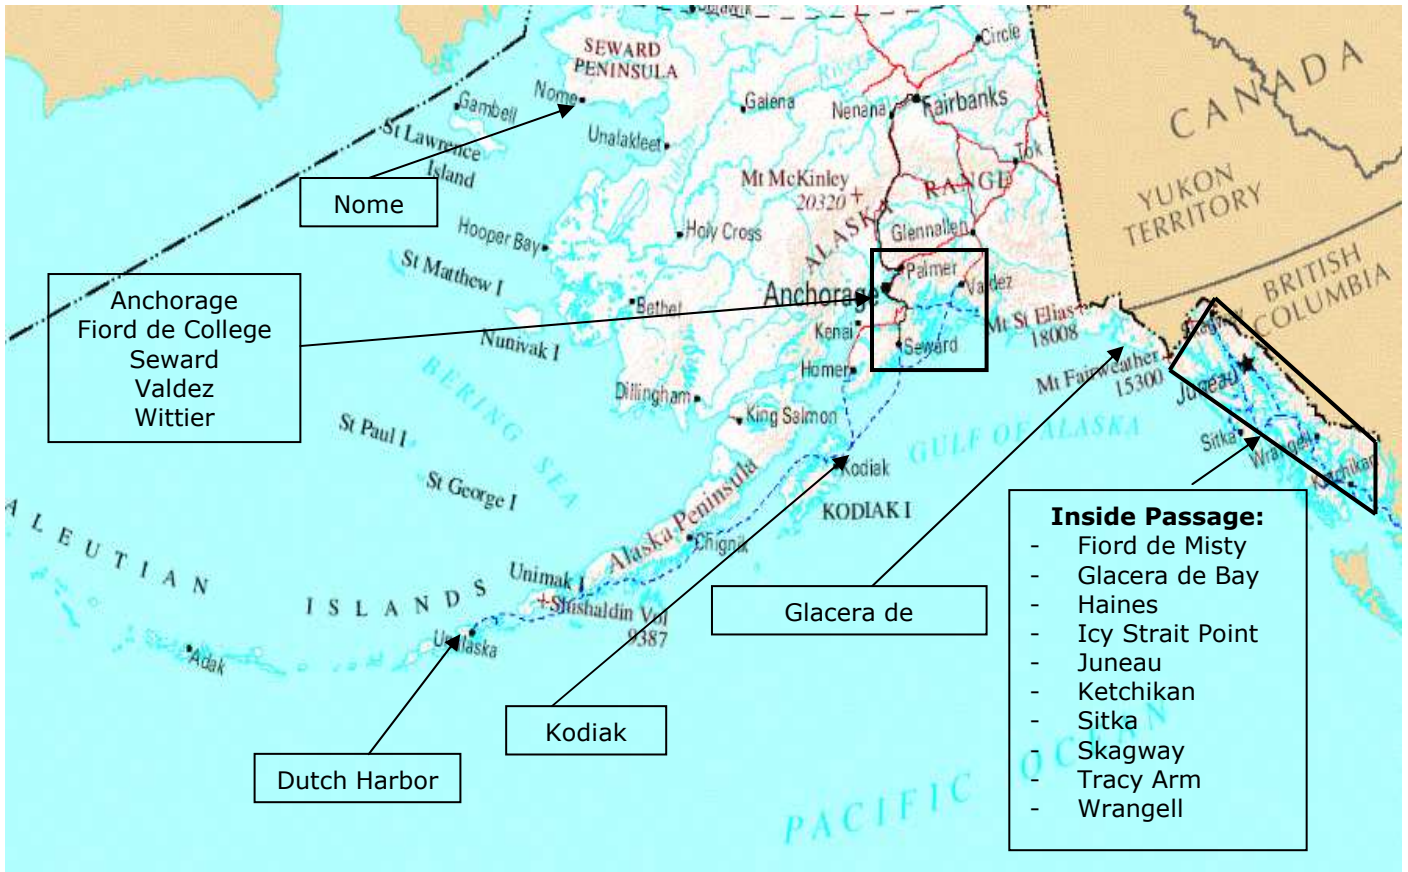 SEWARD
PENINSULA
Circle
River
Nome
Gambell
Galena
Nenana
Fairbanks
CANADA
St Lawrence
Island
Unalakleet
Tok
Mt McKinley
20320
ALASKA RANGE
YUKON
TERRITORY
Nome
Hooper Bay
Holy Cross
Glennallen
St Matthew I
Palmer
BRITISH
COLUMBIA
Anchorage
Fiord de College
Seward
Valdez
Wittier
Bethel
Anchorage
Valdez
Mt St Elias
18008
Kenai
Nunivak I
Seward
Homer
Mt Fairweather
15300
Juneau
BERING SEA
Dillingham
King Salmon
St Paul I
GULF OF ALASKA
Sitka
Wrangell
Kodiak
Ketchikan
St George I
KODIAK I
Alaska Peninsula
Chignik
ALEUTIAN ISLANDS
Unimak I
Shishaldin Vol
9387
Unalaska
Adak
Inside Passage:
- Fiord de Misty
- Glacera de Bay
- Haines
- Icy Strait Point
- Juneau
- Ketchikan
- Sitka
- Skagway
- Tracy Arm
- Wrangell
Glacera de
Kodiak
Dutch Harbor
PACIFIC OCEAN